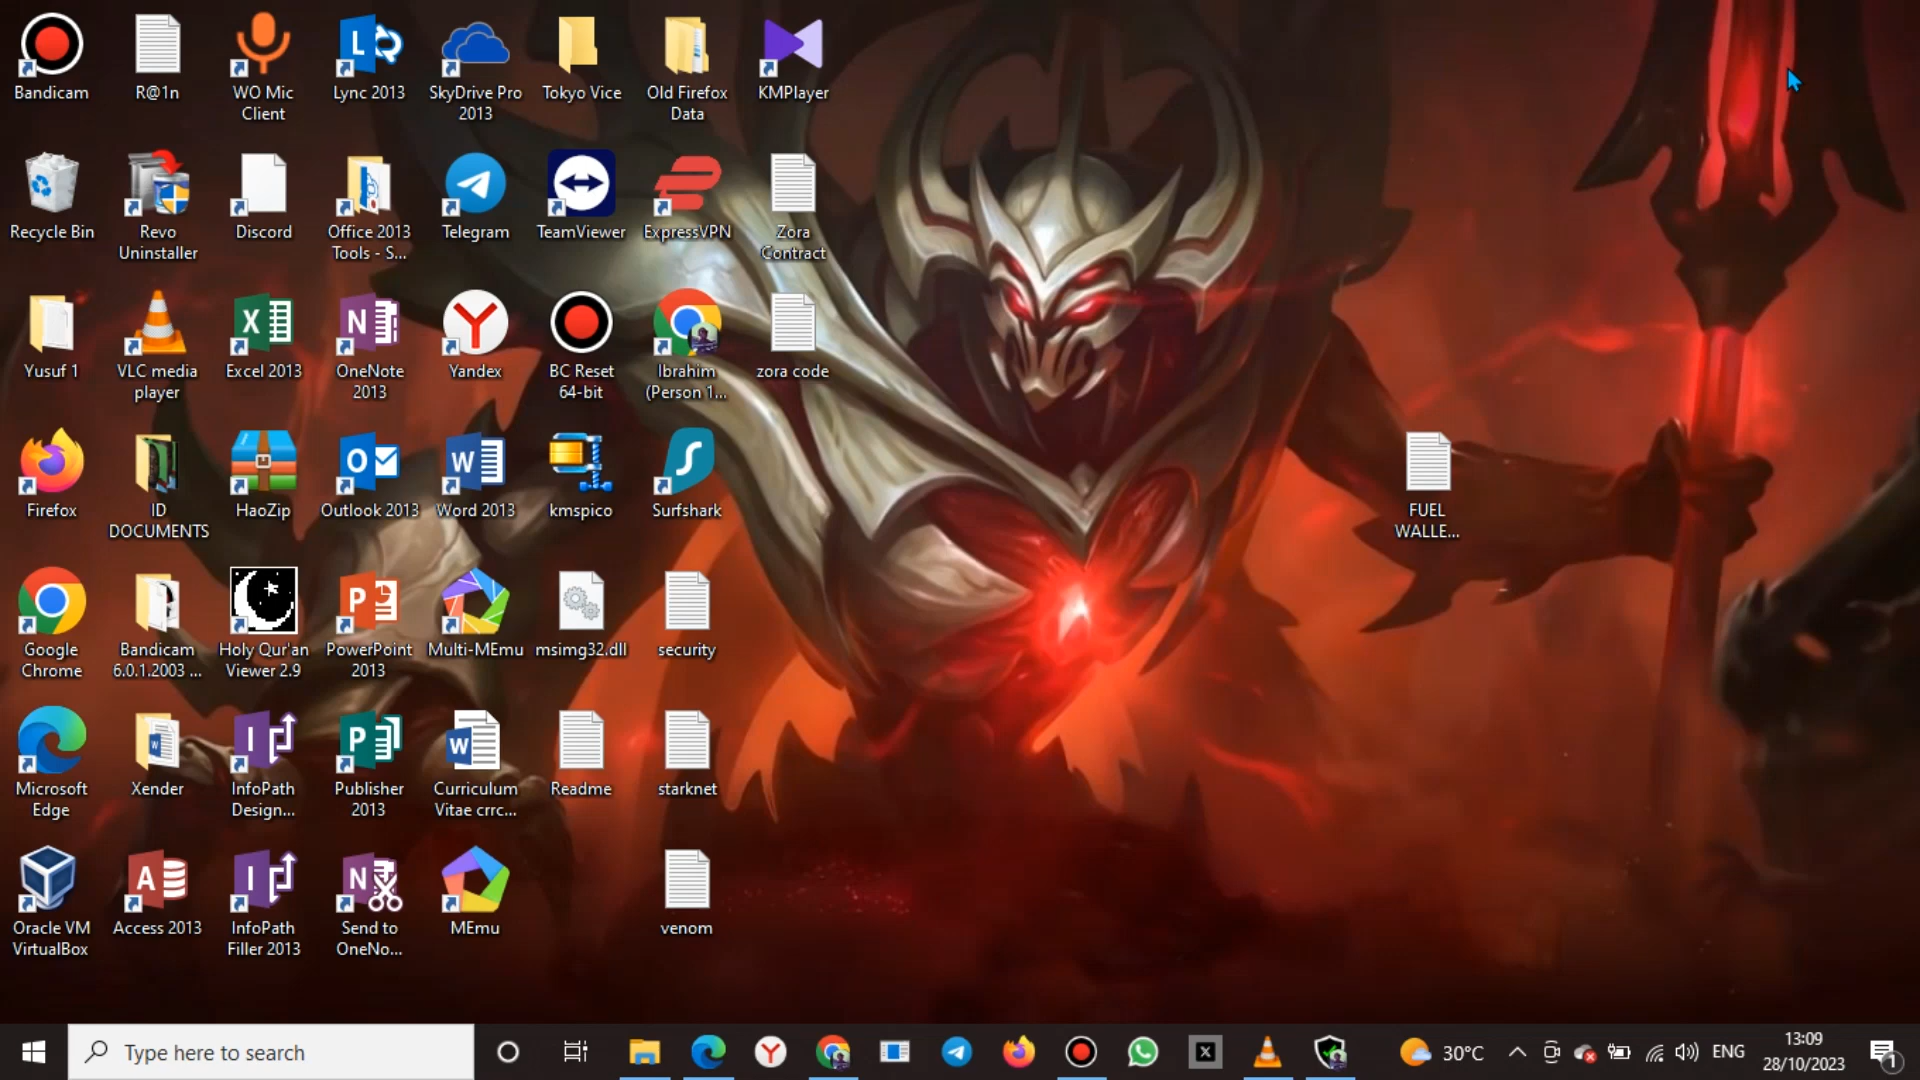 Bandicam
R@1n
WO Mic
Client
Lync 2013
SkyDrive Pro
2013
Tokyo Vice
Old Firefox
Data
KMPlayer
Recycle Bin
Revo
Uninstaller
Discord
Office 2013
Tools - S...
Telegram
TeamViewer
ExpressVPN
Zora
Contract
Yusuf 1
VLC media
player
Excel 2013
OneNote
2013
Yandex
BC Reset
64-bit
Ibrahim
(Person 1...
zora code
Firefox
ID
DOCUMENTS
HaoZip
Outlook 2013
Word 2013
kmspico
Surfshark
FUEL
WALLE...
Google
Chrome
Bandicam
6.0.1.2003 ...
Holy Qur'an
Viewer 2.9
PowerPoint
2013
Multi-MEmu
msimg32.dll
security
Microsoft
Edge
Xender
InfoPath
Design...
Publisher
2013
Curriculum
Vitae crrc...
Readme
starknet
Oracle VM
VirtualBox
Access 2013
InfoPath
Filler 2013
Send to
OneNo...
MEmu
venom
Type here to search
30°C
ENG
13:09
28/10/2023
1